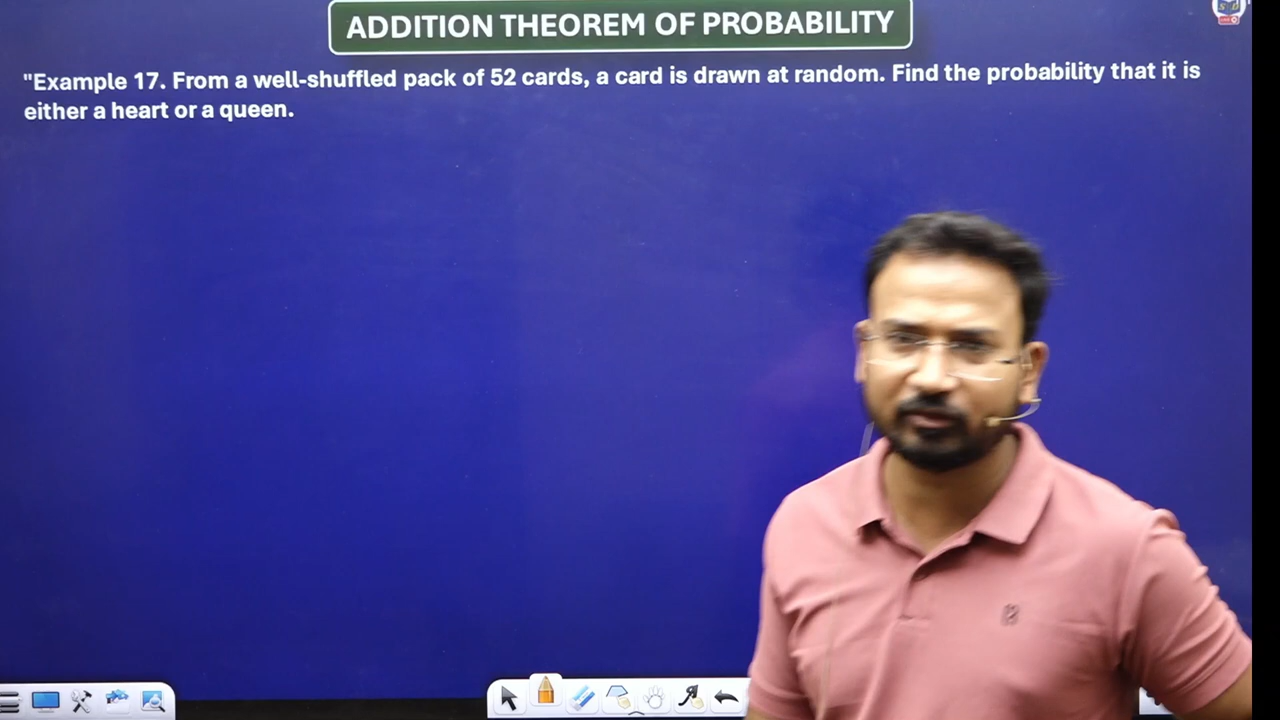 ADDITION THEOREM OF PROBABILITY
"Example 17. From a well-shuffled pack of 52 cards, a card is drawn at random. Find the probability that it is
either a heart or a queen.